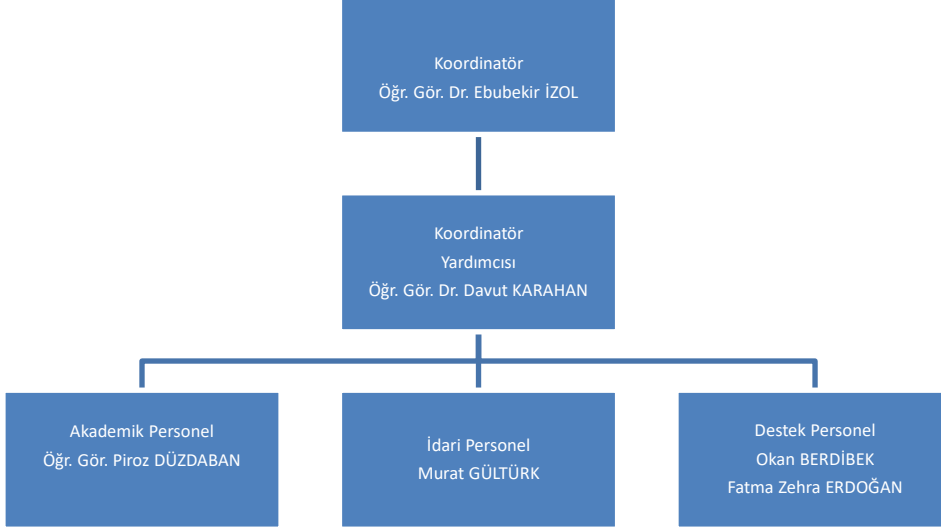 Koordinatör
Öğr. Gör. Dr. Ebubekir İZOL
Koordinatör
Yardımcısı
Öğr. Gör. Dr. Davut KARAHAN
Akademik Personel
Öğr. Gör. Piroz DÜZDABAN
İdari Personel
Murat GÜLTÜRK
Destek Personel
Okan BERDİBEK
Fatma Zehra ERDOĞAN